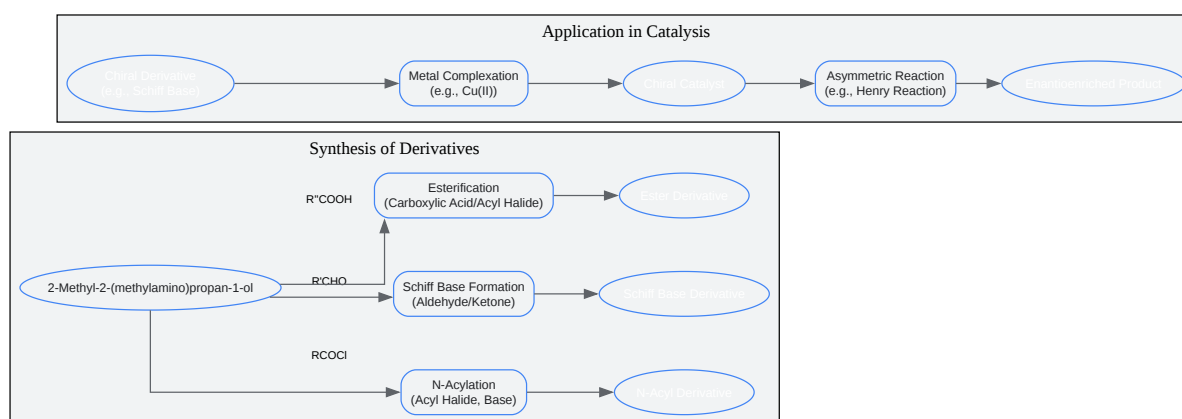 Application in Catalysis
Chiral Derivative
(e.g., Schiff Base)
Metal Complexation
(e.g., Cu(II))
Chiral Catalyst
Asymmetric Reaction
(e.g., Henry Reaction)
Enantioenriched Product
Synthesis of Derivatives
R''COOH
Esterification
(Carboxylic Acid/Acyl Halide)
Ester Derivative
2-Methyl-2-(methylamino)propan-1-ol
R'CHO
Schiff Base Formation
(Aldehyde/Ketone)
Schiff Base Derivative
RCOCl
N-Acylation
(Acyl Halide, Base)
N-Acyl Derivative